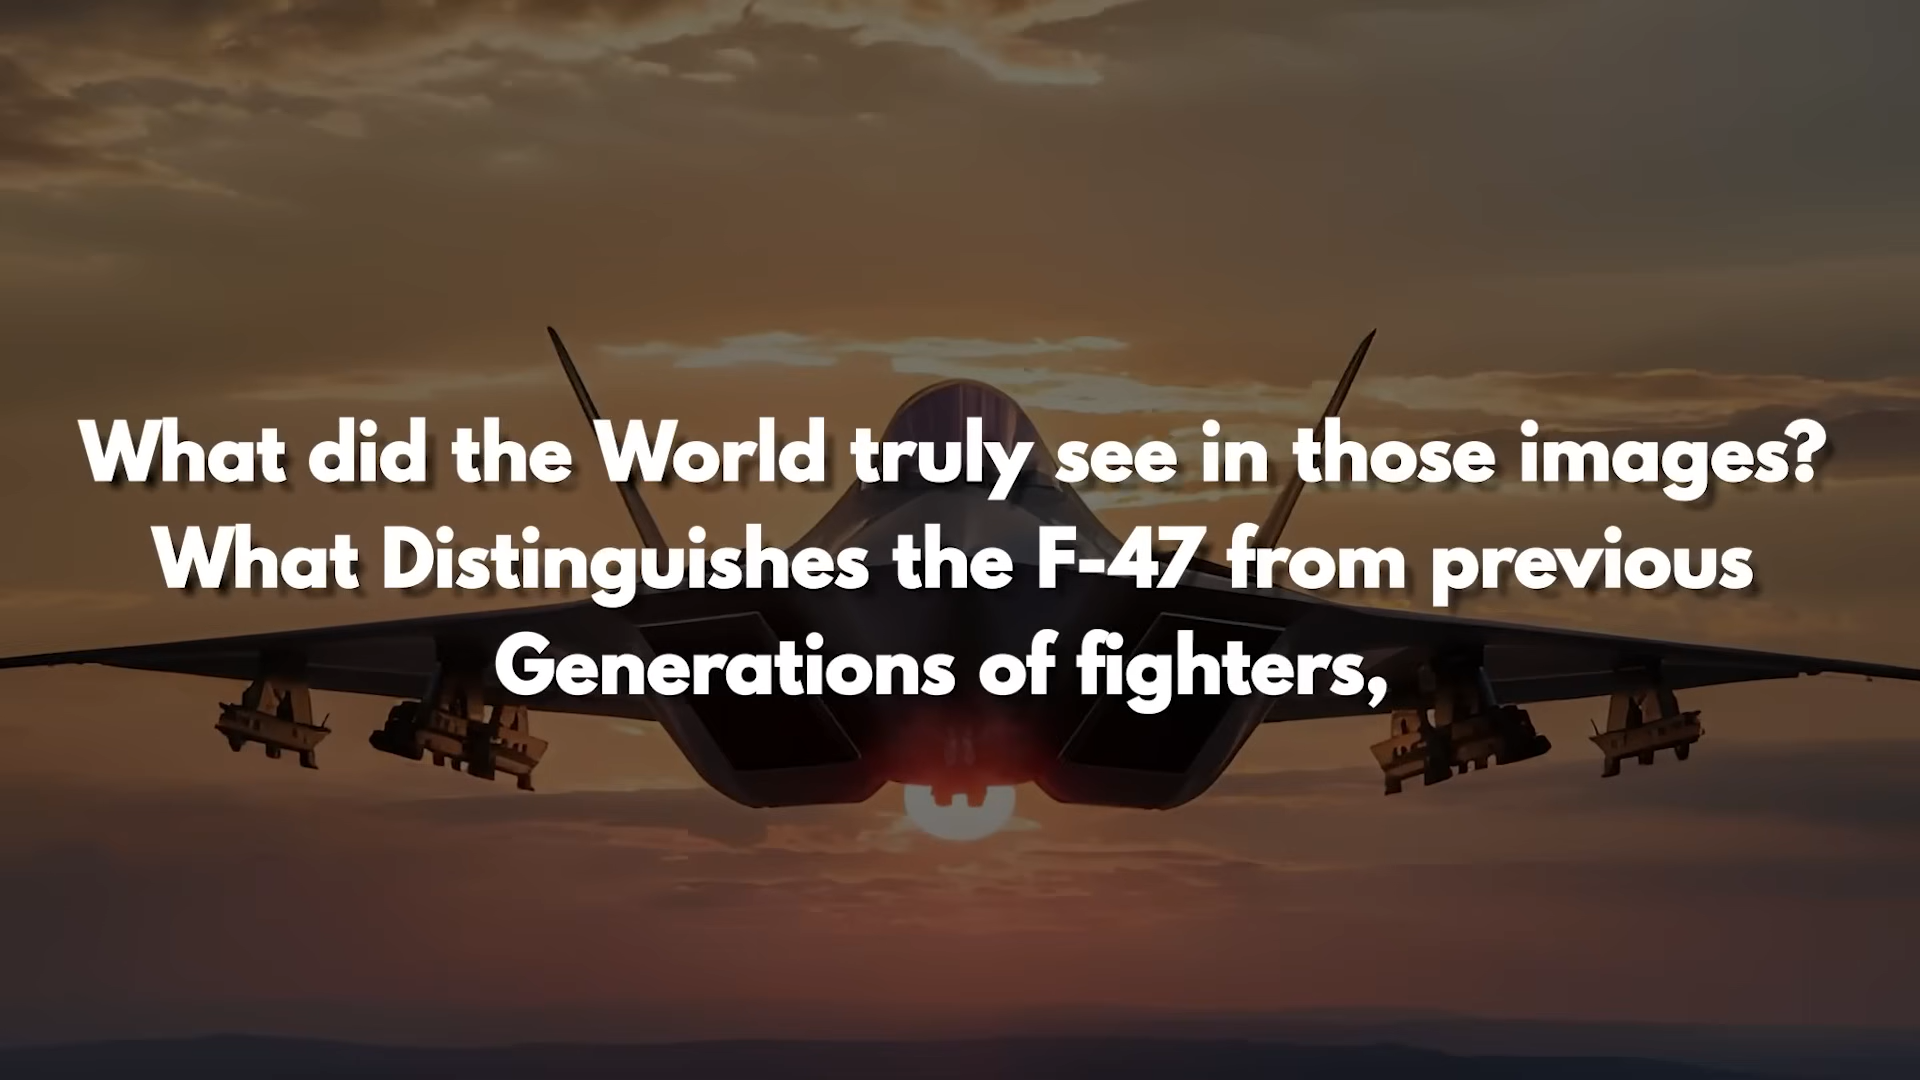 What did the World truly see in those images?
What Distinguishes the F-47 from previous
Generations of fighters,